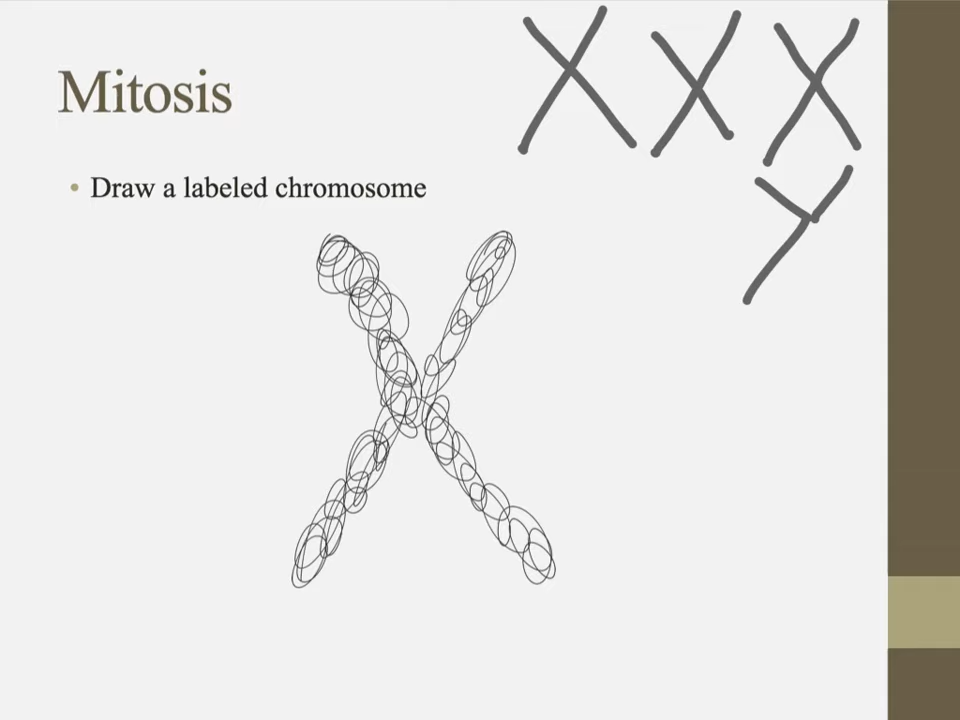 X X X
Mitosis
Y
• Draw a labeled chromosome